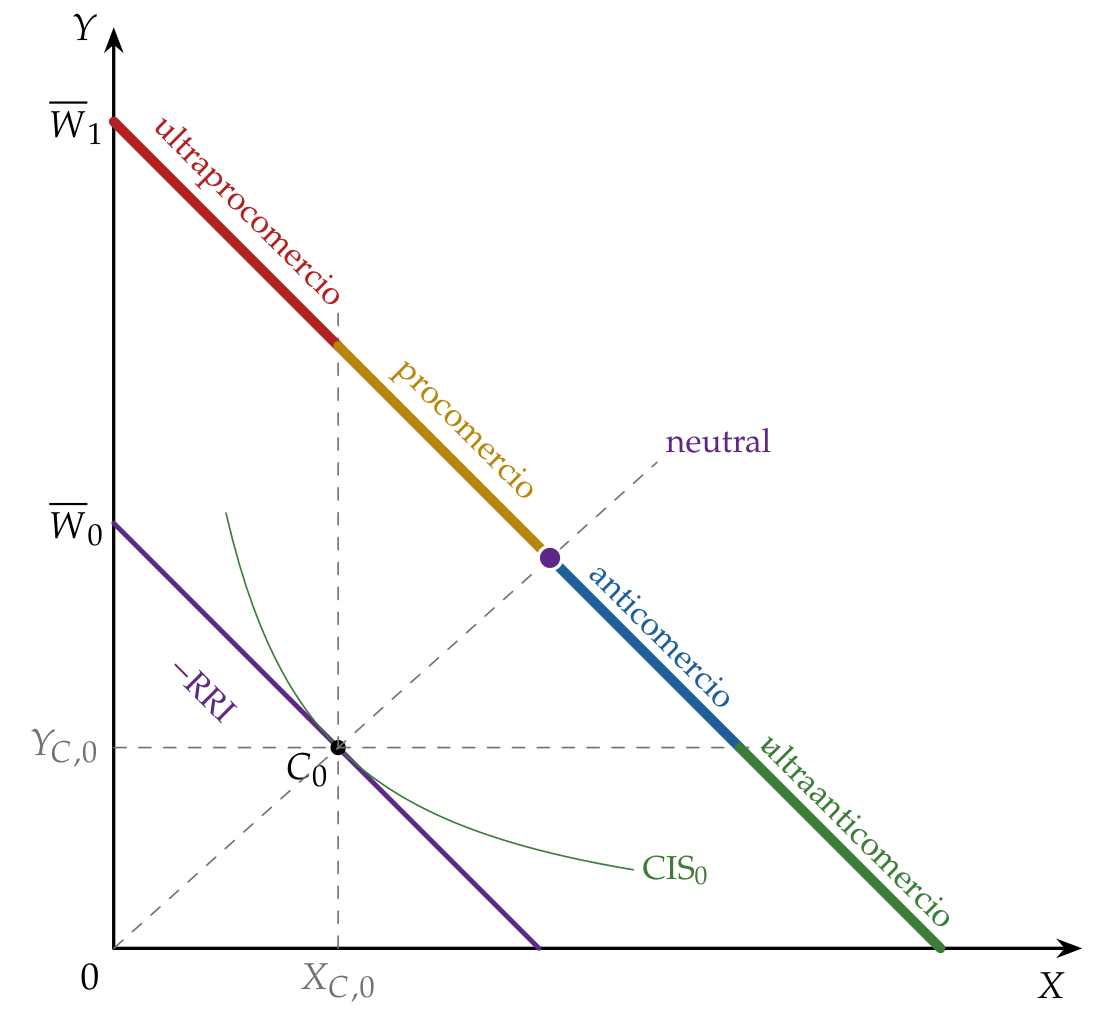 Y
W̅₁
ultraprocomercio
procomercio
neutral
W̅₀
anticomercio
–RRI
Y_C,0
C₀
ultraanticomercio
CIS₀
0
X_C,0
X